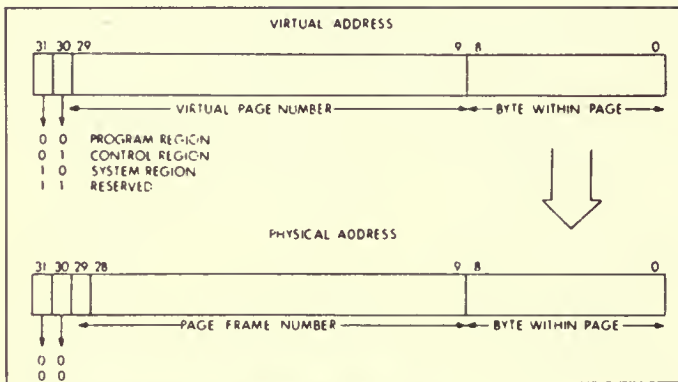 VIRTUAL ADDRESS
31 30 29 9 8 0
VIRTUAL PAGE NUMBER BYTE WITHIN PAGE
0 0 PROGRAM REGION
0 1 CONTROL REGION
1 0 SYSTEM REGION
1 1 RESERVED
PHYSICAL ADDRESS
31 30 29 28 9 8 0
PAGE FRAME NUMBER BYTE WITHIN PAGE
0 0
0 0